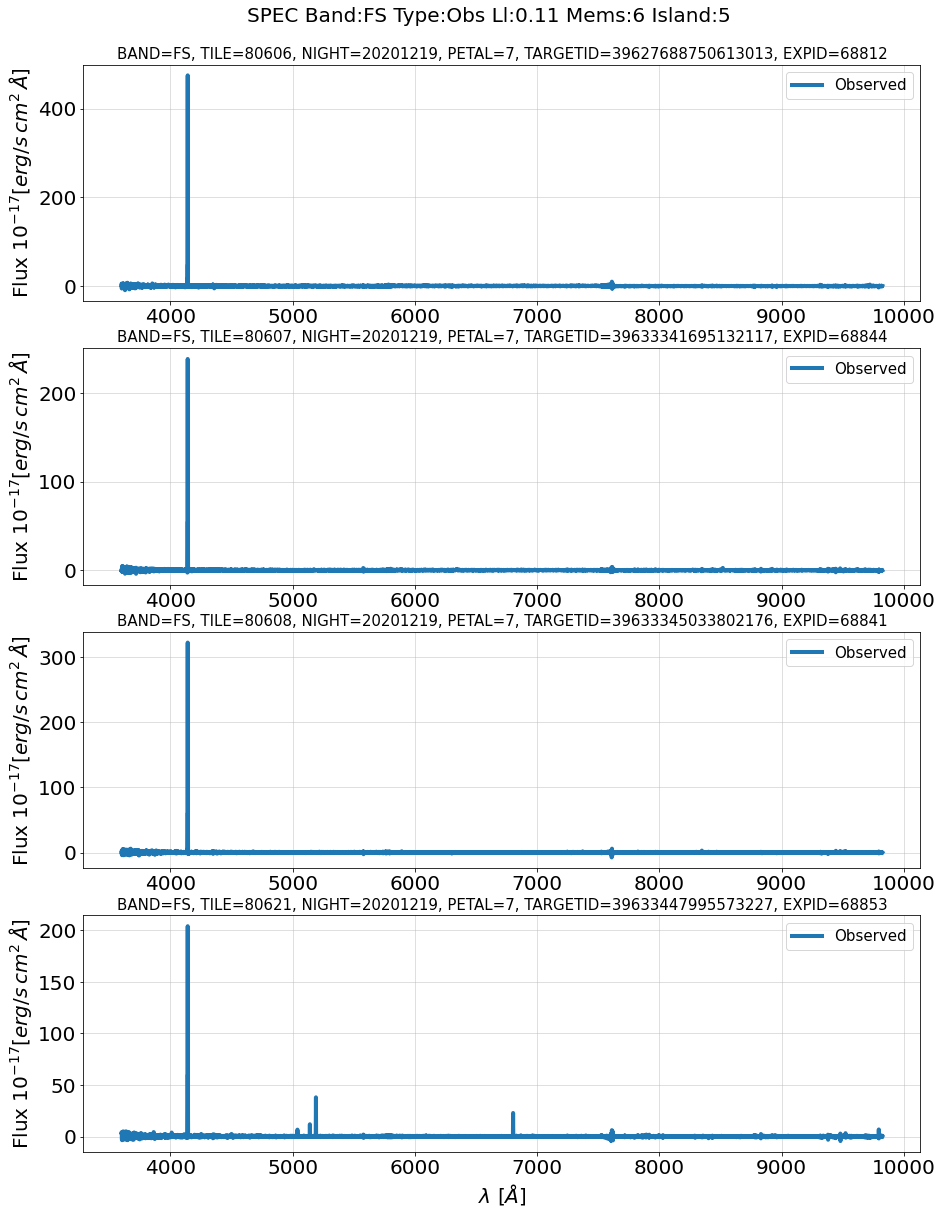 SPEC Band:FS Type:Obs Ll:0.11 Mems:6 Island:5
BAND=FS, TILE=80606, NIGHT=20201219, PETAL=7, TARGETID=39627688750613013, EXPID=68812
Observed
Flux 10⁻¹⁷[erg/s cm² Å]
400
200
0
4000 5000 6000 7000 8000 9000 10000
BAND=FS, TILE=80607, NIGHT=20201219, PETAL=7, TARGETID=39633341695132117, EXPID=68844
Observed
Flux 10⁻¹⁷[erg/s cm² Å]
200
100
0
4000 5000 6000 7000 8000 9000 10000
BAND=FS, TILE=80608, NIGHT=20201219, PETAL=7, TARGETID=39633345033802176, EXPID=68841
Observed
Flux 10⁻¹⁷[erg/s cm² Å]
300
200
100
0
4000 5000 6000 7000 8000 9000 10000
BAND=FS, TILE=80621, NIGHT=20201219, PETAL=7, TARGETID=39633447995573227, EXPID=68853
Observed
Flux 10⁻¹⁷[erg/s cm² Å]
200
150
100
50
0
4000 5000 6000 7000 8000 9000 10000
λ [Å]